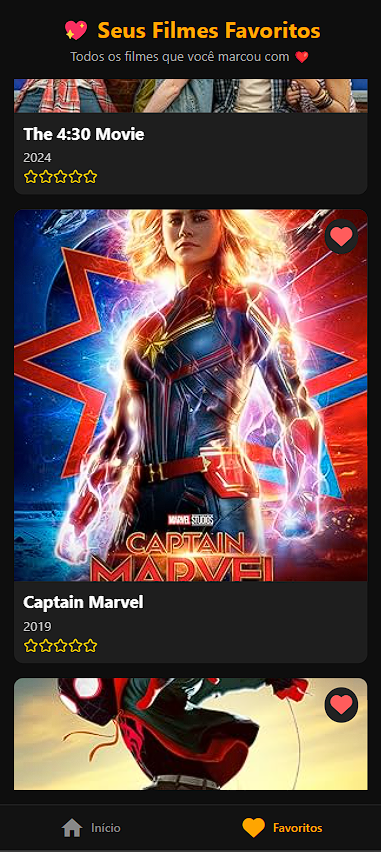 Seus Filmes Favoritos
Todos os filmes que você marcou com
The 4:30 Movie
2024
MARVEL STUDIOS
CAPTAIN
MARVEL
Captain Marvel
2019
Início
Favoritos